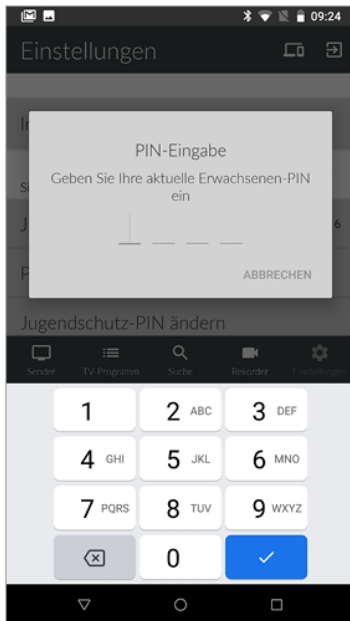 09:24
Einstellungen
PIN-Eingabe
Geben Sie Ihre aktuelle Erwachsenen-PIN
ein
6
ABBRECHEN
Jugendschutz-PIN ändern
Sender TV-Programm Suche Rekorder Einstellungen
1 2 ABC 3 DEF
4 GHI 5 JKL 6 MNO
7 PQRS 8 TUV 9 WXYZ
0